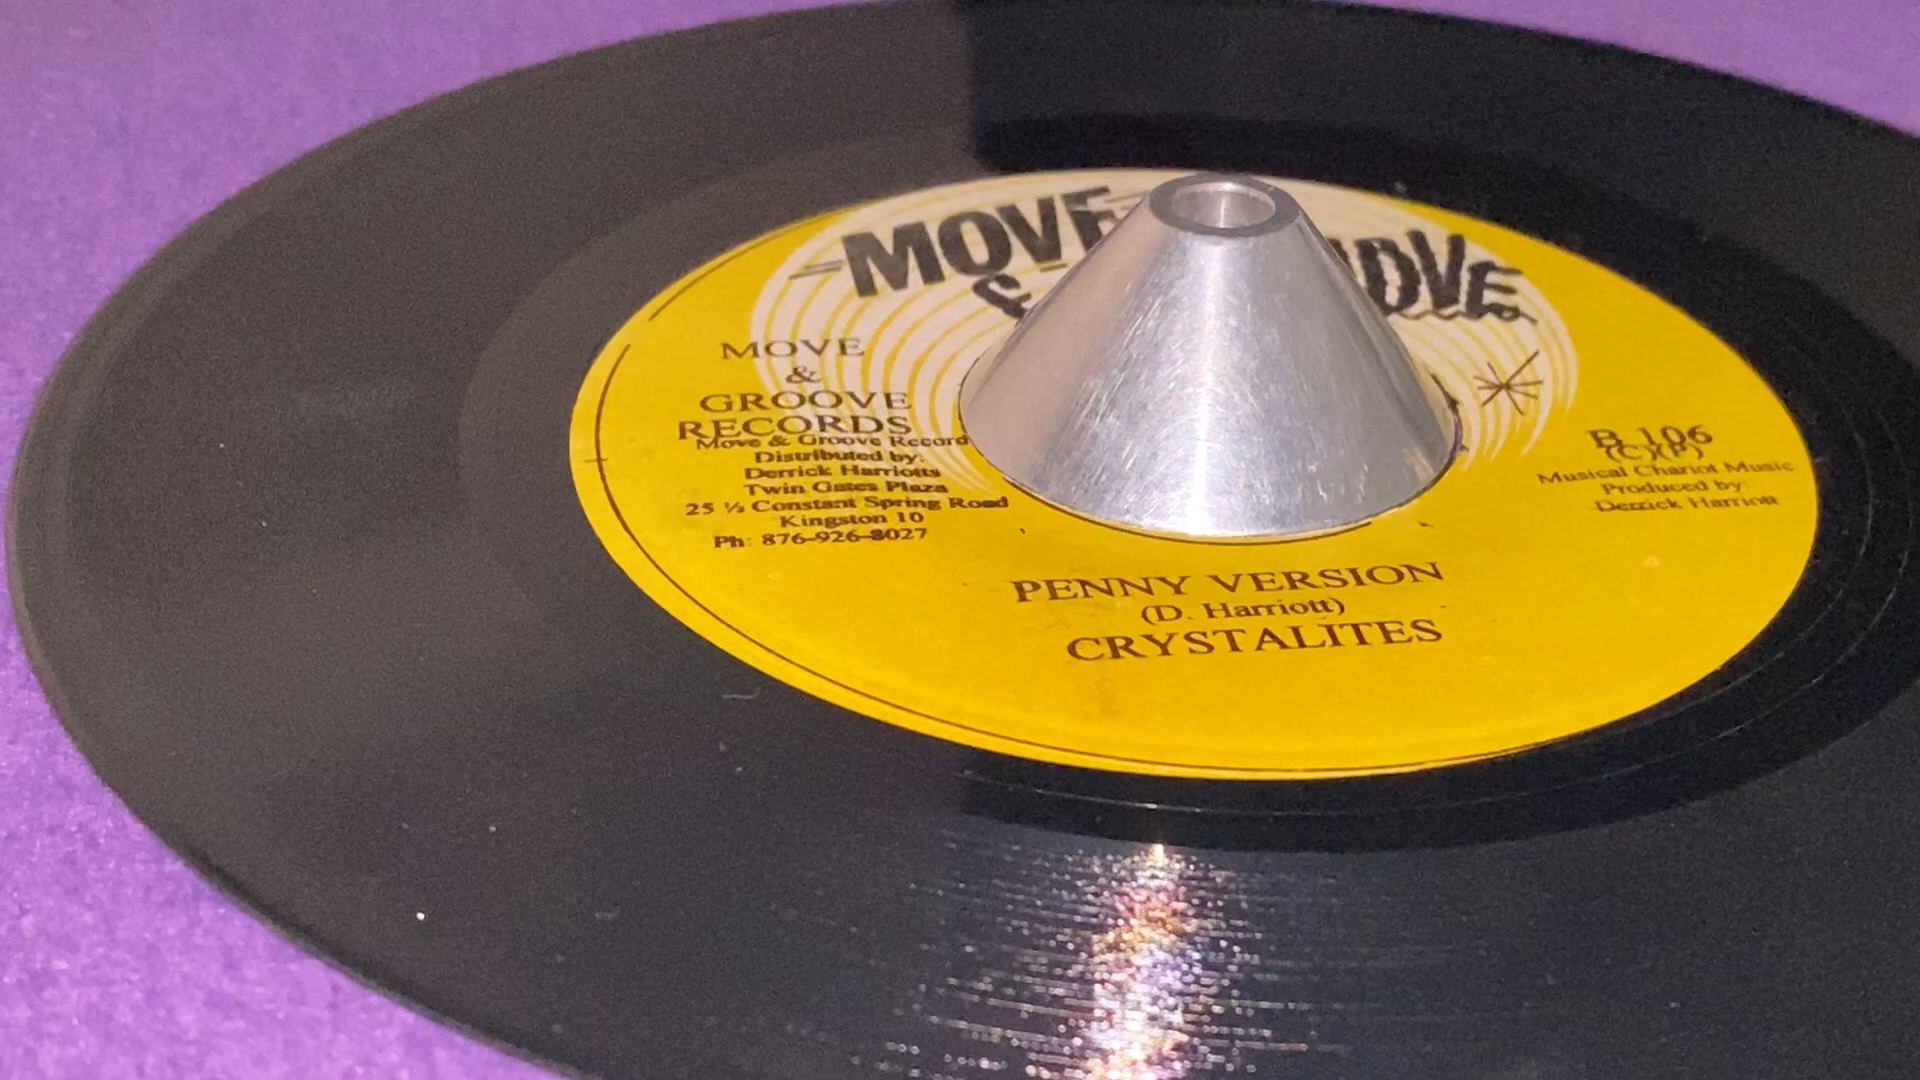 MOVE
&
MOVE
&
GROOVE
RECORDS
Move & Groove Record
Distributed by:
Derrick Harriotts
Twin Gates Plaza
25 ½ Constant Spring Road
Kingston 10
Ph: 876-926-8027
B 106
(C)(P)
Musical Chariot Music
Produced by:
Derrick Harriott
PENNY VERSION
(D. Harriott)
CRYSTALITES